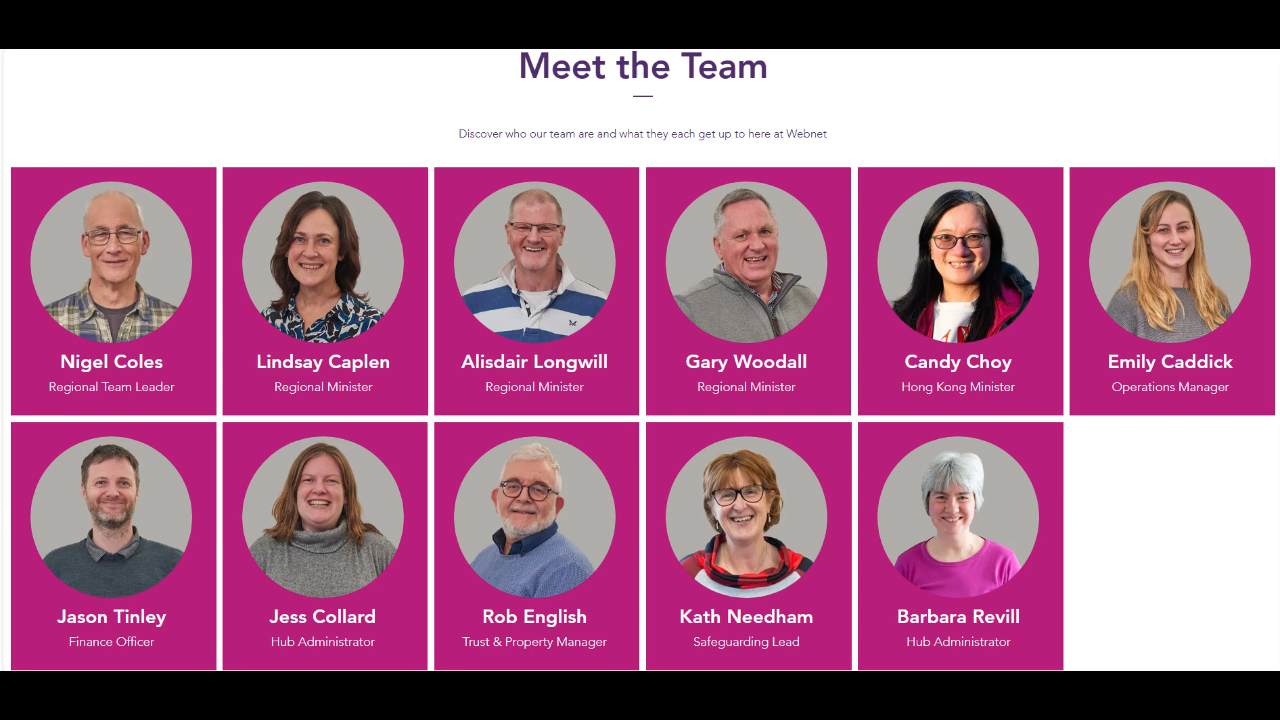 Meet the Team
Discover who our team are and what they each get up to here at Webnet
Nigel Coles
Regional Team Leader
Lindsay Caplen
Regional Minister
Alisdair Longwill
Regional Minister
Gary Woodall
Regional Minister
Candy Choy
Hong Kong Minister
Emily Caddick
Operations Manager
Jason Tinley
Finance Officer
Jess Collard
Hub Administrator
Rob English
Trust & Property Manager
Kath Needham
Safeguarding Lead
Barbara Revill
Hub Administrator